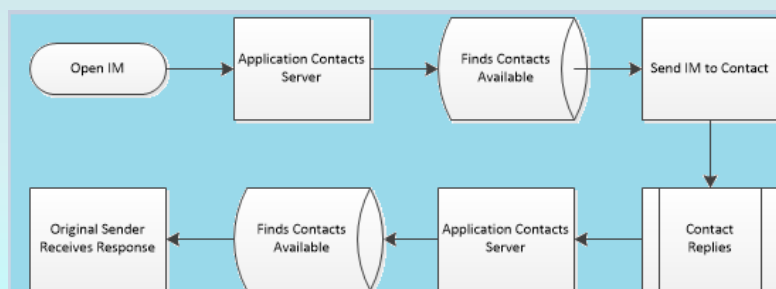 Open IM
Application Contacts
Server
Finds Contacts
Available
Send IM to Contact
Original Sender
Receives Response
Finds Contacts
Available
Application Contacts
Server
Contact
Replies